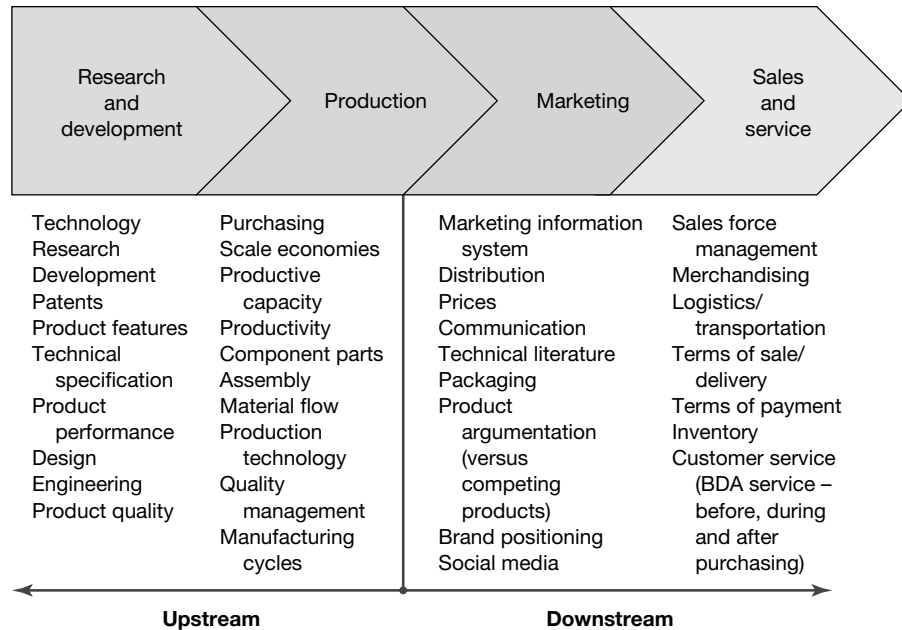 Research
and
development
Production
Marketing
Sales
and
service
Technology
Research
Development
Patents
Product features
Technical
specification
Product
performance
Design
Engineering
Product quality
Purchasing
Scale economies
Productive
capacity
Productivity
Component parts
Assembly
Material flow
Production
technology
Quality
management
Manufacturing
cycles
Marketing information
system
Distribution
Prices
Communication
Technical literature
Packaging
Product
argumentation
(versus
competing
products)
Brand positioning
Social media
Sales force
management
Merchandising
Logistics/
transportation
Terms of sale/
delivery
Terms of payment
Inventory
Customer service
(BDA service –
before, during
and after
purchasing)
Upstream
Downstream